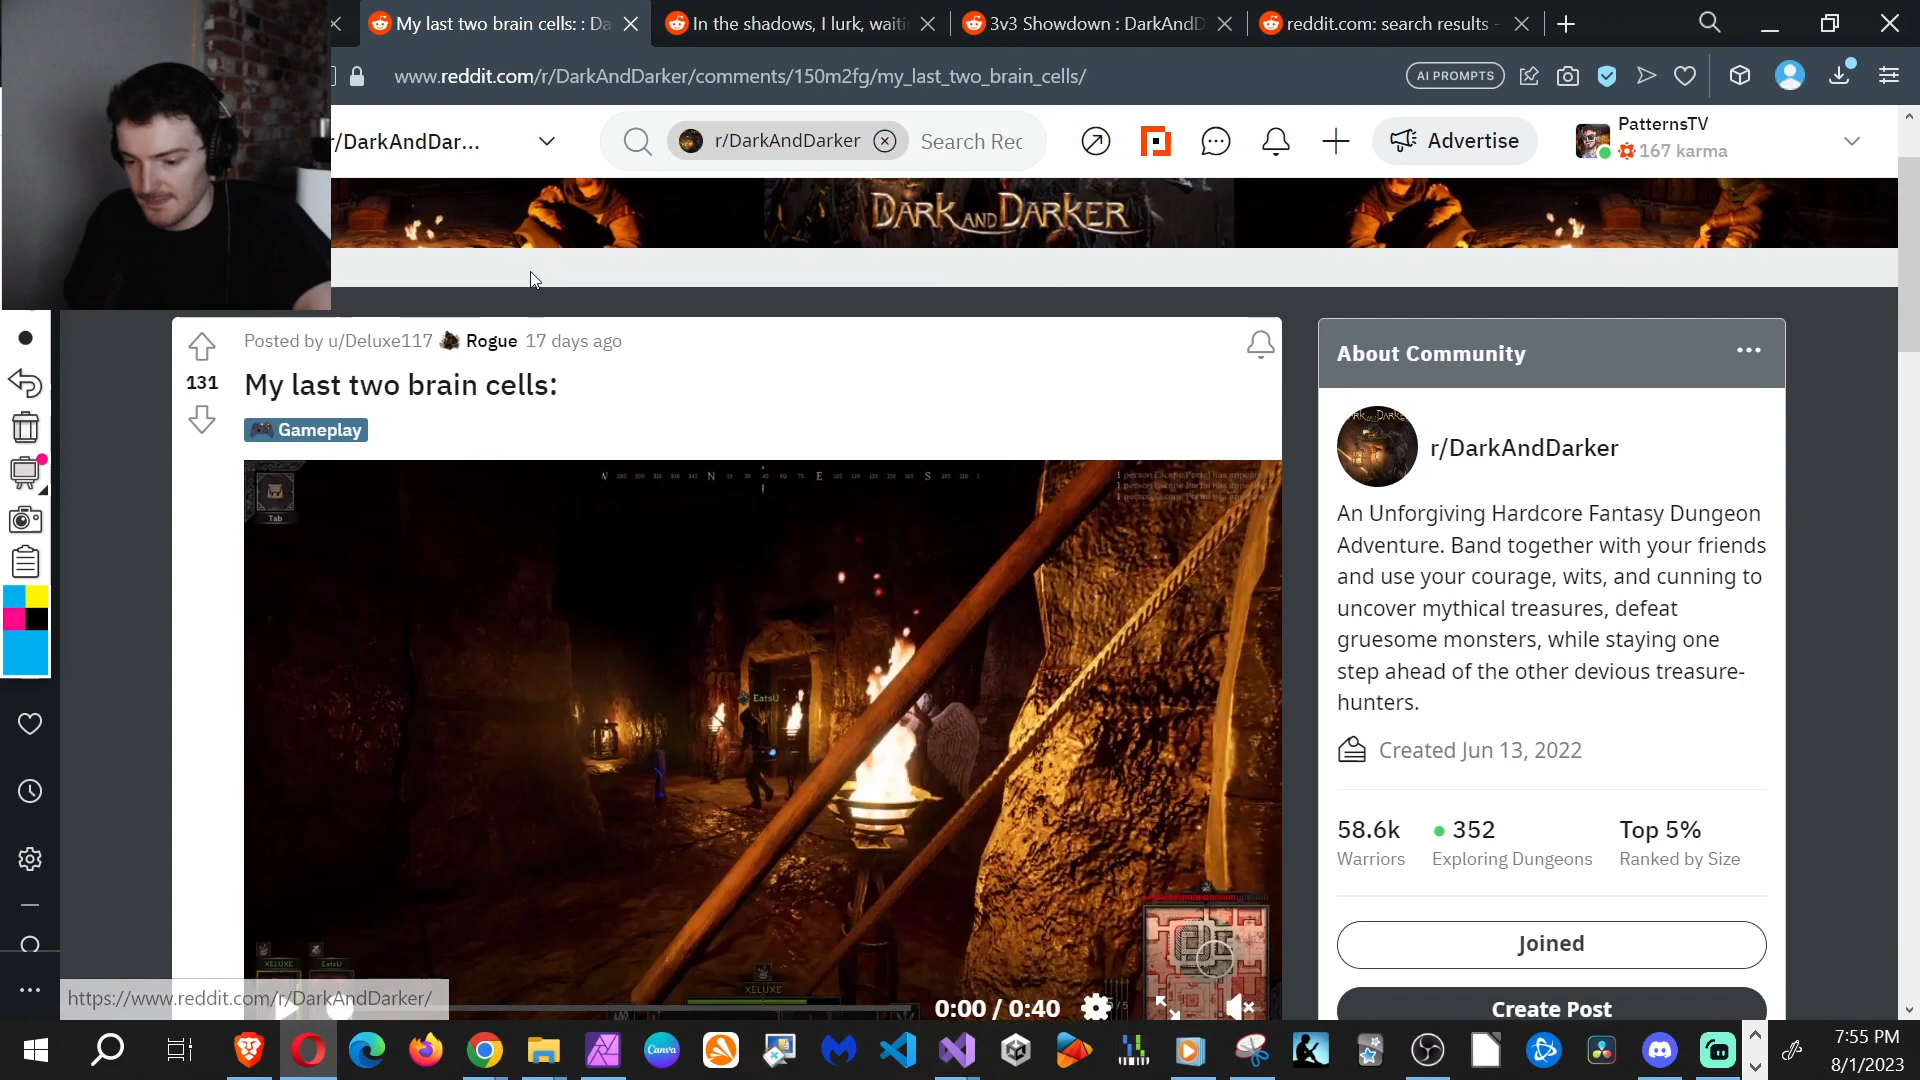 My last two brain cells: : Da
In the shadows, I lurk, waiti
3v3 Showdown : DarkAndD
reddit.com: search results -
www.reddit.com/r/DarkAndDarker/comments/150m2fg/my_last_two_brain_cells/
AI PROMPTS
/DarkAndDar...
r/DarkAndDarker
Search Rec
Advertise
PatternsTV
167 karma
DARK AND DARKER
Posted by u/Deluxe117 Rogue 17 days ago
131
My last two brain cells:
Gameplay
Tab
N
E
S
EatsU
XELUXE
EatsU
XELUXE
0:00 / 0:40
https://www.reddit.com/r/DarkAndDarker/
About Community
r/DarkAndDarker
An Unforgiving Hardcore Fantasy Dungeon
Adventure. Band together with your friends
and use your courage, wits, and cunning to
uncover mythical treasures, defeat
gruesome monsters, while staying one
step ahead of the other devious treasure-
hunters.
Created Jun 13, 2022
58.6k
352
Top 5%
Warriors
Exploring Dungeons
Ranked by Size
Joined
Create Post
Canva
7:55 PM
8/1/2023